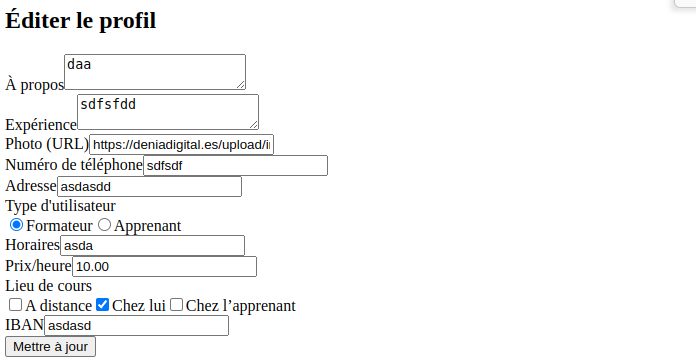 Éditer le profil
À propos daa
Expérience sdfsfdd
Photo (URL) https://deniadigital.es/upload/i
Numéro de téléphone sdfsdf
Adresse asdasdd
Type d'utilisateur
Formateur Apprenant
Horaires asda
Prix/heure 10.00
Lieu de cours
A distance Chez lui Chez l’apprenant
IBAN asdasd
Mettre à jour